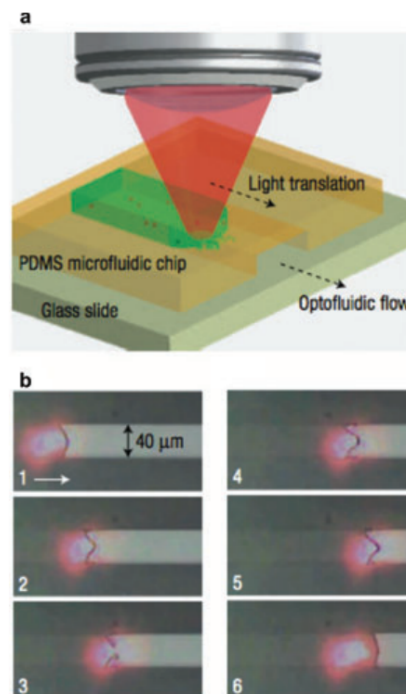 a
Light translation
PDMS microfluidic chip
Optofluidic flow
Glass slide
b
40 μm
1
2
3
4
5
6